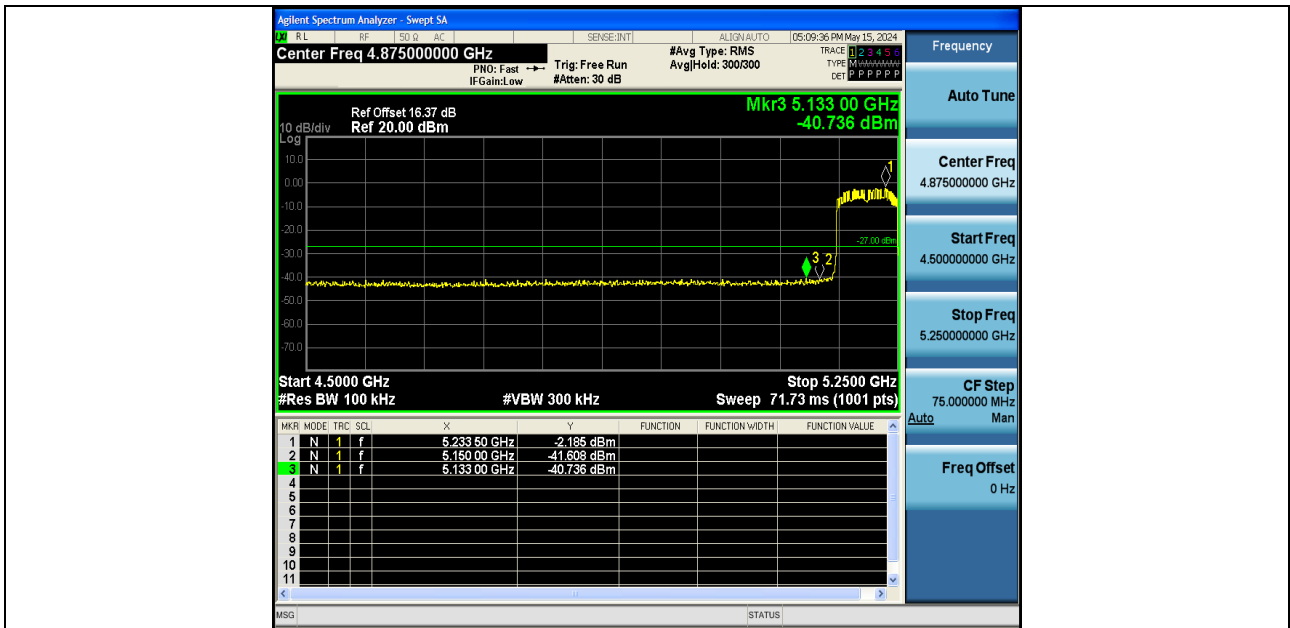 Agilent Spectrum Analyzer - Swept SA
LXI RL RF 50 Ω AC SENSE:INT ALIGN AUTO 05:09:36 PM May 15, 2024
Center Freq 4.875000000 GHz
PNO: Fast
IFGain:Low
Trig: Free Run
#Atten: 30 dB
#Avg Type: RMS
Avg|Hold: 300/300
TRACE 1 2 3 4 5 6
TYPE M
DET P P P P P P
Mkr3 5.133 00 GHz
-40.736 dBm
Ref Offset 16.37 dB
10 dB/div Ref 20.00 dBm
Log
10.0
0.00
-10.0
-20.0
-30.0
-40.0
-50.0
-60.0
-70.0
1
-27.00 dBm
3 2
Start 4.5000 GHz Stop 5.2500 GHz
#Res BW 100 kHz #VBW 300 kHz Sweep 71.73 ms (1001 pts)
MKR MODE TRC SCL X Y FUNCTION FUNCTION WIDTH FUNCTION VALUE
1 N 1 f 5.233 50 GHz -2.185 dBm
2 N 1 f 5.150 00 GHz -41.608 dBm
3 N 1 f 5.133 00 GHz -40.736 dBm
4
5
6
7
8
9
10
11
MSG STATUS
Frequency
Auto Tune
Center Freq
4.875000000 GHz
Start Freq
4.500000000 GHz
Stop Freq
5.250000000 GHz
CF Step
75.000000 MHz
Auto Man
Freq Offset
0 Hz